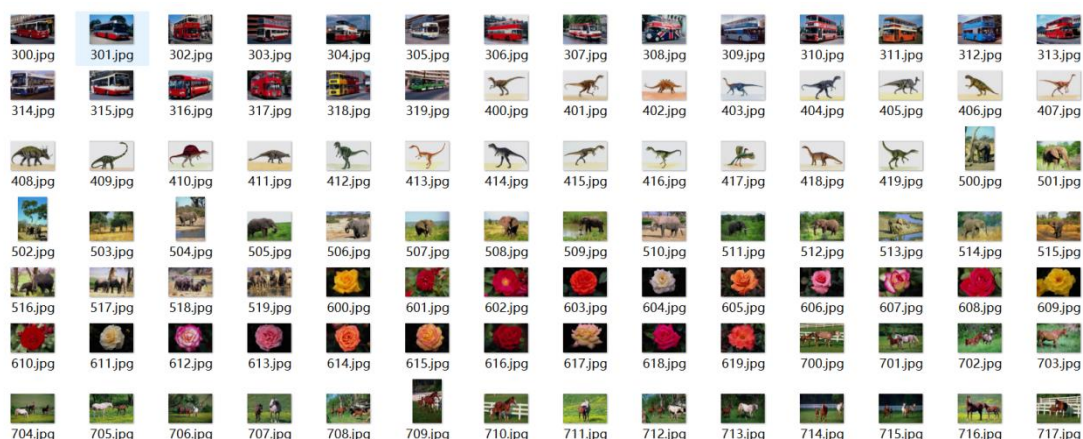 300.jpg 301.jpg 302.jpg 303.jpg 304.jpg 305.jpg 306.jpg 307.jpg 308.jpg 309.jpg 310.jpg 311.jpg 312.jpg 313.jpg
314.jpg 315.jpg 316.jpg 317.jpg 318.jpg 319.jpg 400.jpg 401.jpg 402.jpg 403.jpg 404.jpg 405.jpg 406.jpg 407.jpg
408.jpg 409.jpg 410.jpg 411.jpg 412.jpg 413.jpg 414.jpg 415.jpg 416.jpg 417.jpg 418.jpg 419.jpg 500.jpg 501.jpg
502.jpg 503.jpg 504.jpg 505.jpg 506.jpg 507.jpg 508.jpg 509.jpg 510.jpg 511.jpg 512.jpg 513.jpg 514.jpg 515.jpg
516.jpg 517.jpg 518.jpg 519.jpg 600.jpg 601.jpg 602.jpg 603.jpg 604.jpg 605.jpg 606.jpg 607.jpg 608.jpg 609.jpg
610.jpg 611.jpg 612.jpg 613.jpg 614.jpg 615.jpg 616.jpg 617.jpg 618.jpg 619.jpg 700.jpg 701.jpg 702.jpg 703.jpg
704.jpg 705.jpg 706.jpg 707.jpg 708.jpg 709.jpg 710.jpg 711.jpg 712.jpg 713.jpg 714.jpg 715.jpg 716.jpg 717.jpg